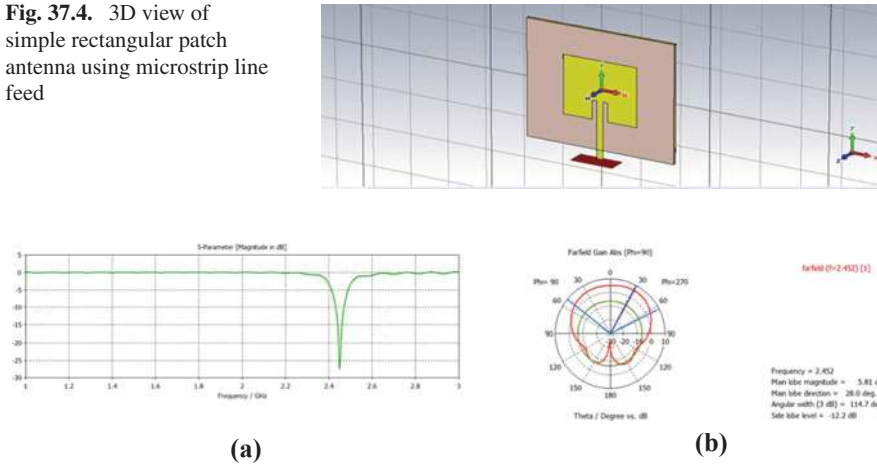 Fig. 37.4. 3D view of
simple rectangular patch
antenna using microstrip line
feed
S-Parameter [Magnitude in dB]
5
0
-5
-10
-15
-20
-25
-30
1 1.2 1.4 1.6 1.8 2 2.2 2.4 2.6 2.8 3
Frequency / GHz
(a)
Farfield Gain Abs (Phi=90)
Phi= 90 30 0 30 Phi=270
60 60
90 -20 -10 0 10 90
120 120
150 180 150
Theta / Degree vs. dB
farfield (f=2.452) [1]
Frequency = 2.452
Main lobe magnitude = 5.81
Main lobe direction = 28.0 deg.
Angular width (3 dB) = 114.7 de
Side lobe level = -12.2 dB
(b)